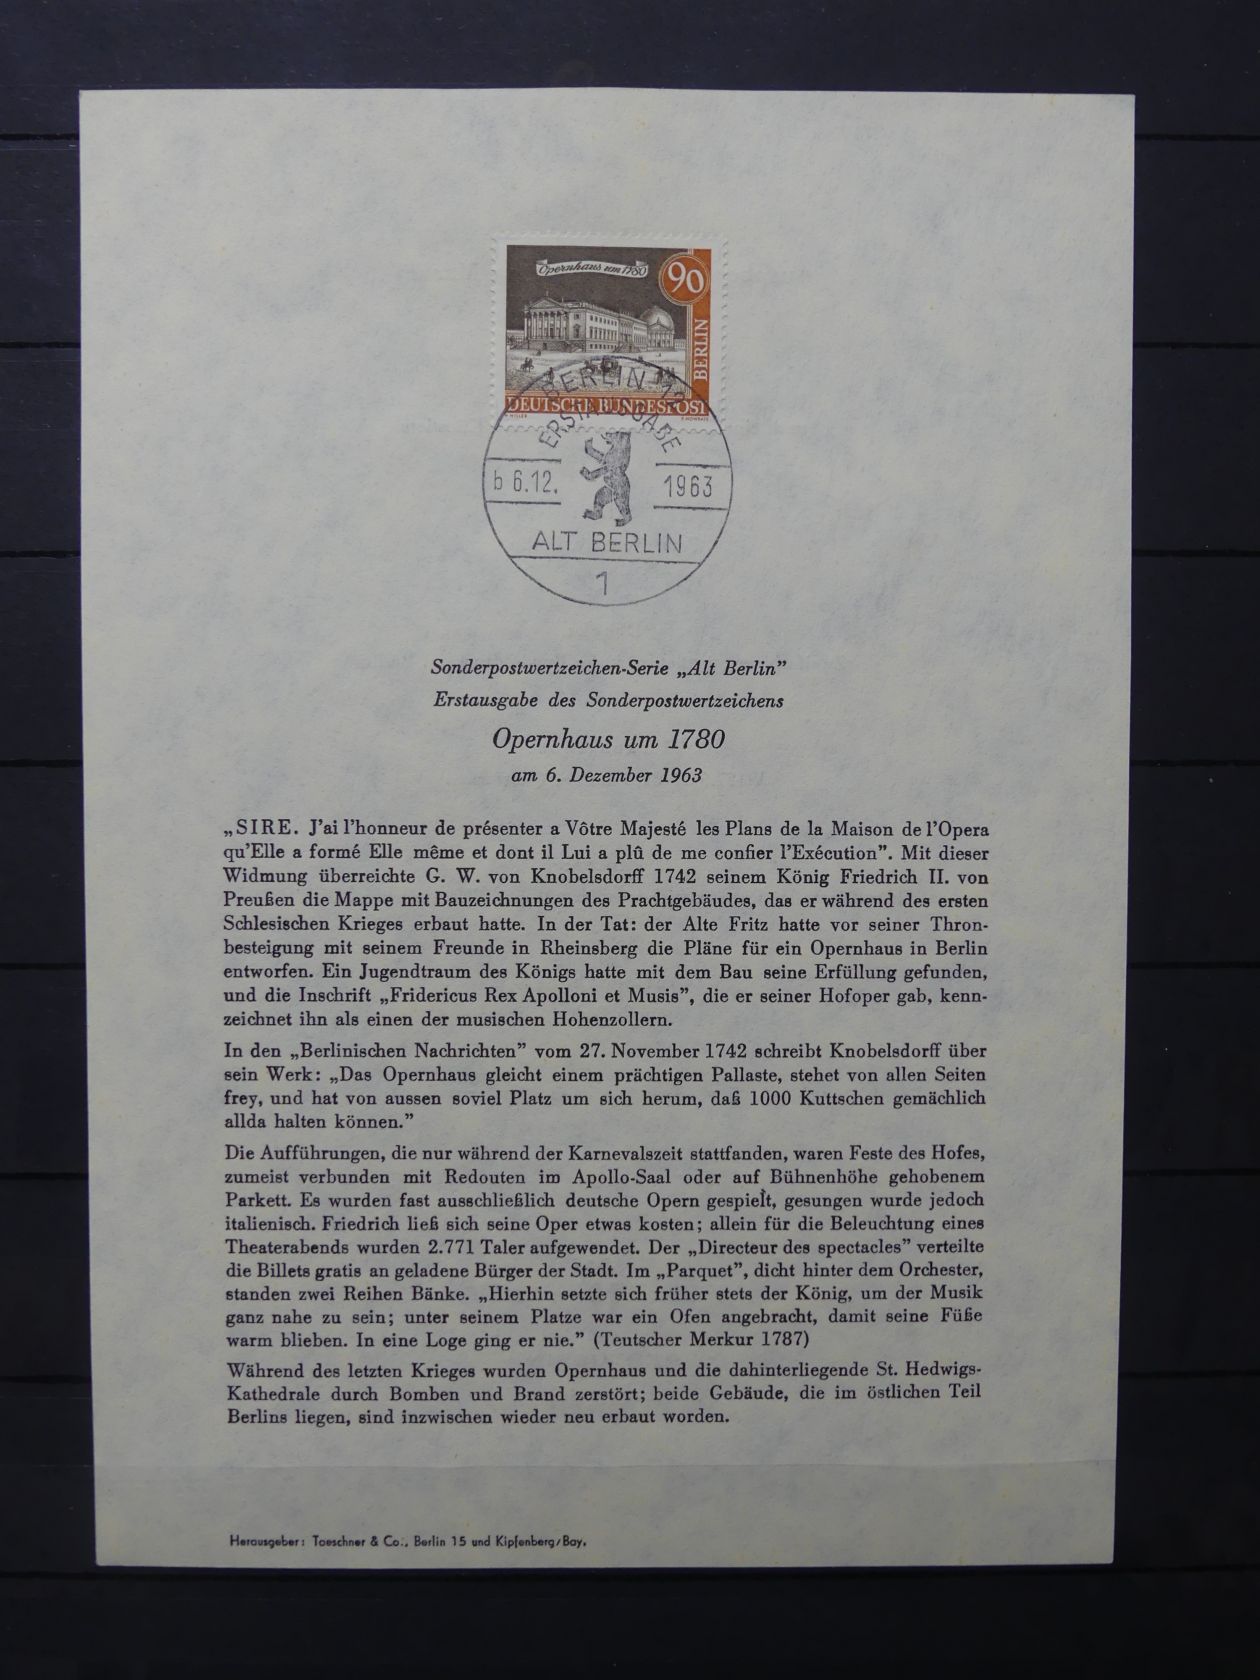 Opernhaus um 1780
90
BERLIN
DEUTSCHE BUNDESPOST
BERLIN 12
ERSTAUSGABE
b 6.12. 1963
ALT BERLIN
1
Sonderpostwertzeichen-Serie „Alt Berlin”
Erstausgabe des Sonderpostwertzeichens
Opernhaus um 1780
am 6. Dezember 1963
„SIRE. J'ai l'honneur de présenter a Vôtre Majesté les Plans de la Maison de l'Opera
qu'Elle a formé Elle même et dont il Lui a plû de me confier l'Exécution”. Mit dieser
Widmung überreichte G. W. von Knobelsdorff 1742 seinem König Friedrich II. von
Preußen die Mappe mit Bauzeichnungen des Prachtgebäudes, das er während des ersten
Schlesischen Krieges erbaut hatte. In der Tat: der Alte Fritz hatte vor seiner Thron-
besteigung mit seinem Freunde in Rheinsberg die Pläne für ein Opernhaus in Berlin
entworfen. Ein Jugendtraum des Königs hatte mit dem Bau seine Erfüllung gefunden,
und die Inschrift „Fridericus Rex Apolloni et Musis”, die er seiner Hofoper gab, kenn-
zeichnet ihn als einen der musischen Hohenzollern.
In den „Berlinischen Nachrichten” vom 27. November 1742 schreibt Knobelsdorff über
sein Werk: „Das Opernhaus gleicht einem prächtigen Pallaste, stehet von allen Seiten
frey, und hat von aussen soviel Platz um sich herum, daß 1000 Kuttschen gemächlich
allda halten können.”
Die Aufführungen, die nur während der Karnevalszeit stattfanden, waren Feste des Hofes,
zumeist verbunden mit Redouten im Apollo-Saal oder auf Bühnenhöhe gehobenem
Parkett. Es wurden fast ausschließlich deutsche Opern gespielt, gesungen wurde jedoch
italienisch. Friedrich ließ sich seine Oper etwas kosten; allein für die Beleuchtung eines
Theaterabends wurden 2.771 Taler aufgewendet. Der „Directeur des spectacles” verteilte
die Billets gratis an geladene Bürger der Stadt. Im „Parquet”, dicht hinter dem Orchester,
standen zwei Reihen Bänke. „Hierhin setzte sich früher stets der König, um der Musik
ganz nahe zu sein; unter seinem Platze war ein Ofen angebracht, damit seine Füße
warm blieben. In eine Loge ging er nie.” (Teutscher Merkur 1787)
Während des letzten Krieges wurden Opernhaus und die dahinterliegende St. Hedwigs-
Kathedrale durch Bomben und Brand zerstört; beide Gebäude, die im östlichen Teil
Berlins liegen, sind inzwischen wieder neu erbaut worden.
Herausgeber: Taeschner & Co., Berlin 15 und Kipfenberg/Bay.